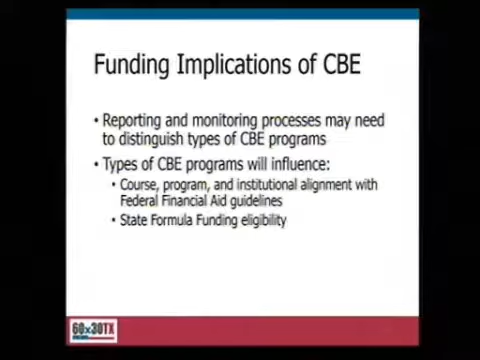 Funding Implications of CBE
• Reporting and monitoring processes may need
to distinguish types of CBE programs
• Types of CBE programs will influence:
• Course, program, and institutional alignment with
Federal Financial Aid guidelines
• State Formula Funding eligibility
60x30TX